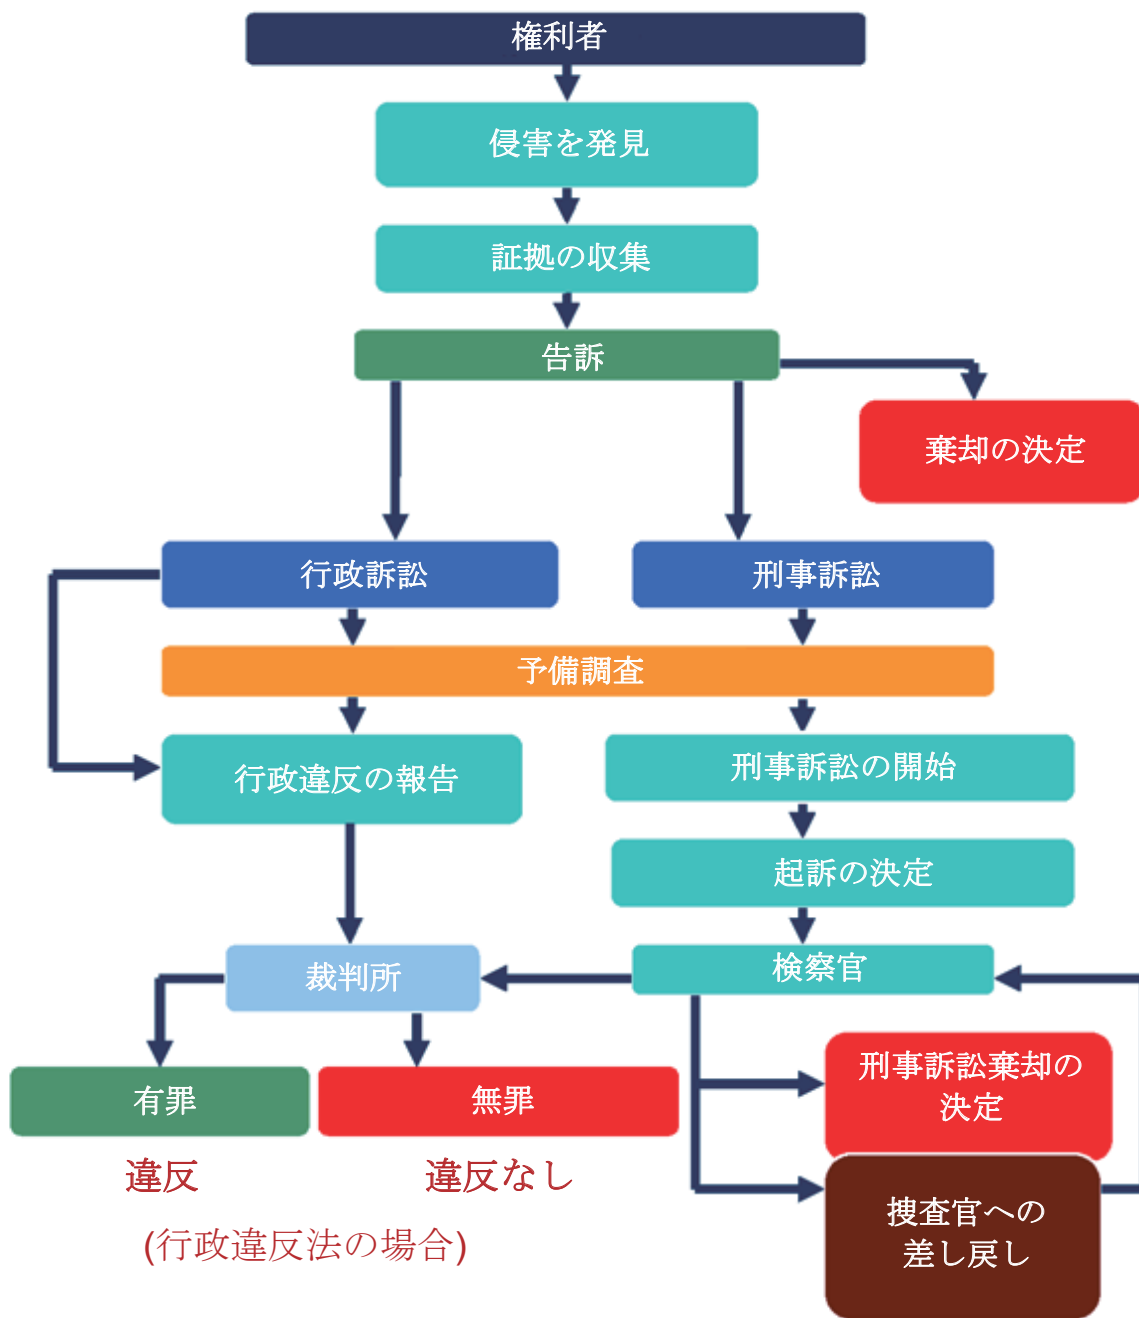 権利者
侵害を発見
証拠の収集
告訴
棄却の決定
行政訴訟
刑事訴訟
予備調査
行政違反の報告
刑事訴訟の開始
起訴の決定
裁判所
検察官
有罪
無罪
刑事訴訟棄却の
決定
違反
違反なし
(行政違反法の場合)
捜査官への
差し戻し